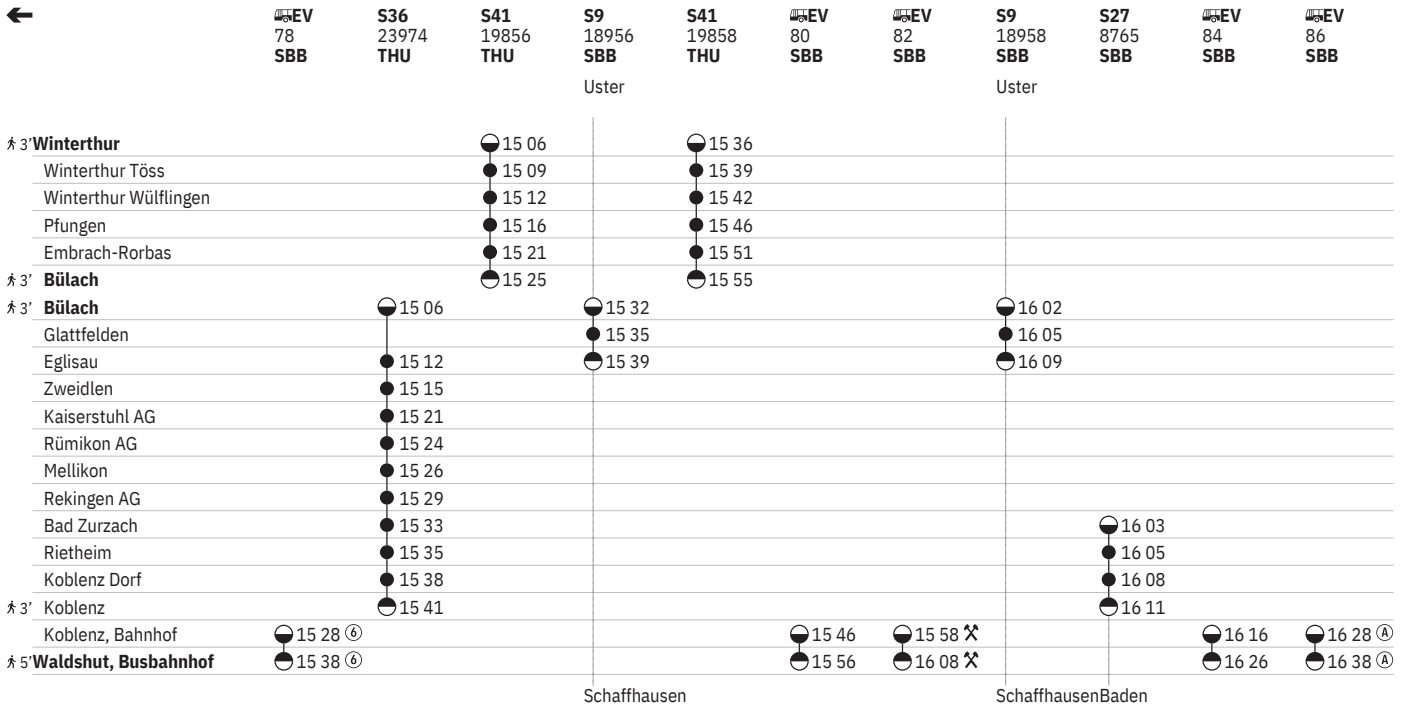 EV S36 S41 S9 S41 EV EV S9 S27 EV EV
78 23974 19856 18956 19858 80 82 18958 8765 84 86
SBB THU THU SBB THU SBB SBB SBB SBB SBB SBB
Uster Uster
3’ Winterthur 15 06 15 36
Winterthur Töss 15 09 15 39
Winterthur Wülflingen 15 12 15 42
Pfungen 15 16 15 46
Embrach-Rorbas 15 21 15 51
3’ Bülach 15 25 15 55
3’ Bülach 15 06 15 32 16 02
Glattfelden 15 35 16 05
Eglisau 15 12 15 39 16 09
Zweidlen 15 15
Kaiserstuhl AG 15 21
Rümikon AG 15 24
Mellikon 15 26
Rekingen AG 15 29
Bad Zurzach 15 33 16 03
Rietheim 15 35 16 05
Koblenz Dorf 15 38 16 08
3’ Koblenz 15 41 16 11
Koblenz, Bahnhof 15 28 ⑥ 15 46 15 58 16 16 16 28 Ⓐ
5’ Waldshut, Busbahnhof 15 38 ⑥ 15 56 16 08 16 26 16 38 Ⓐ
Schaffhausen Schaffhausen Baden